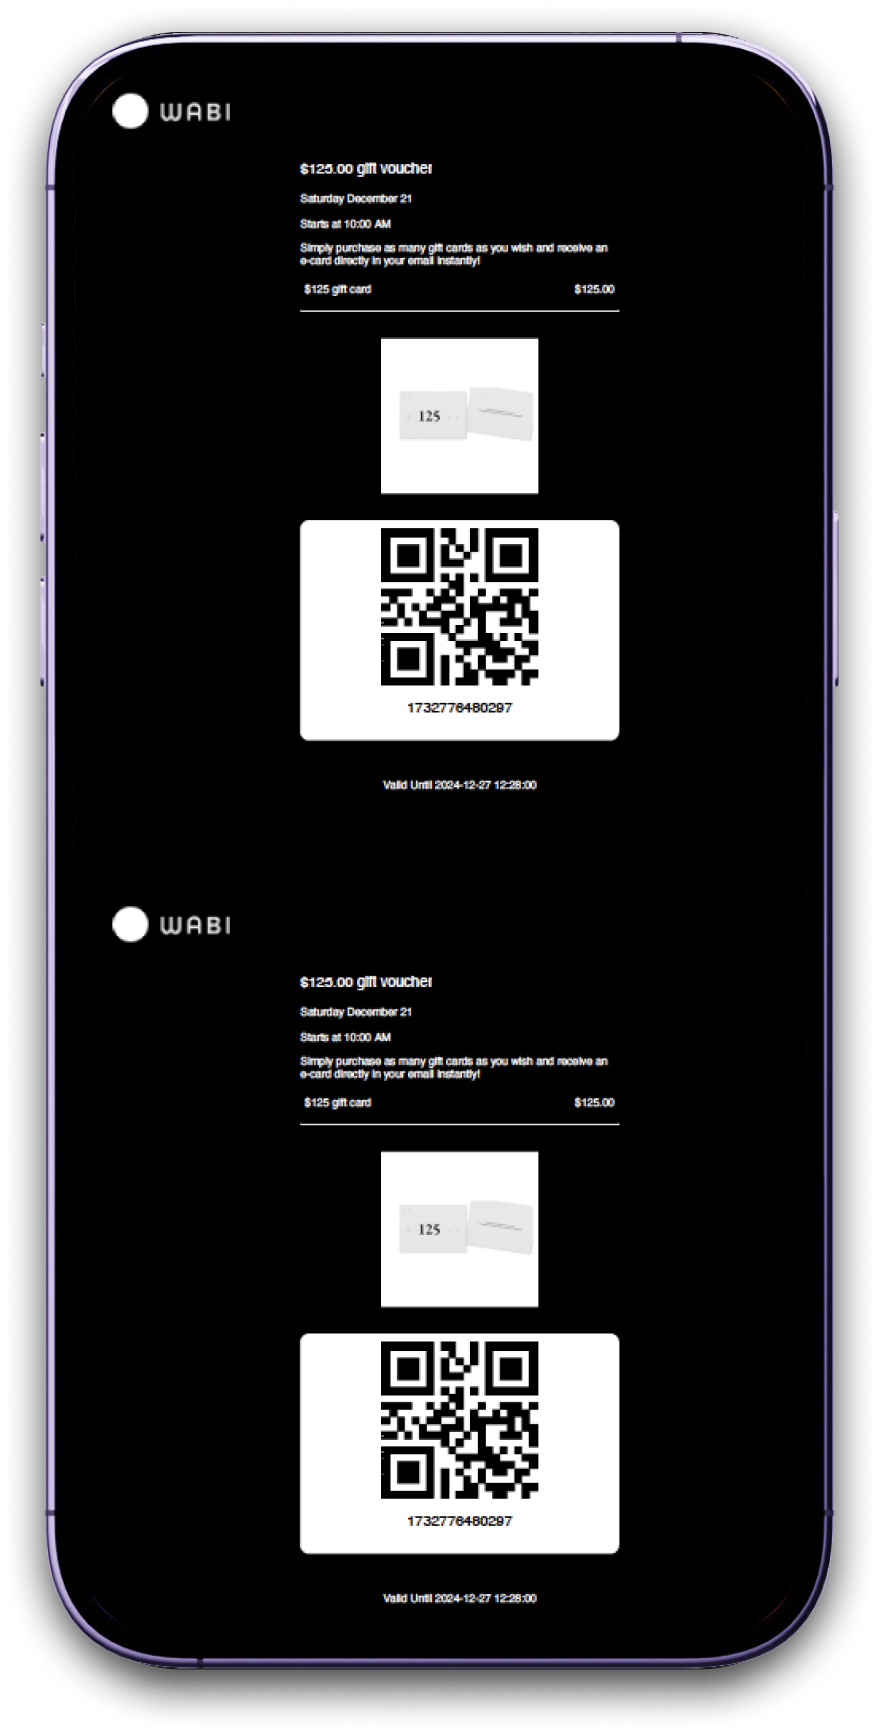 WABI
$125.00 gift voucher
Saturday December 21
Starts at 10:00 AM
Simply purchase as many gift cards as you wish and receive an
e-card directly in your email instantly!
$125 gift card $125.00
125
1732776480297
Valid Until 2024-12-27 12:28:00
WABI
$125.00 gift voucher
Saturday December 21
Starts at 10:00 AM
Simply purchase as many gift cards as you wish and receive an
e-card directly in your email instantly!
$125 gift card $125.00
125
1732776480297
Valid Until 2024-12-27 12:28:00